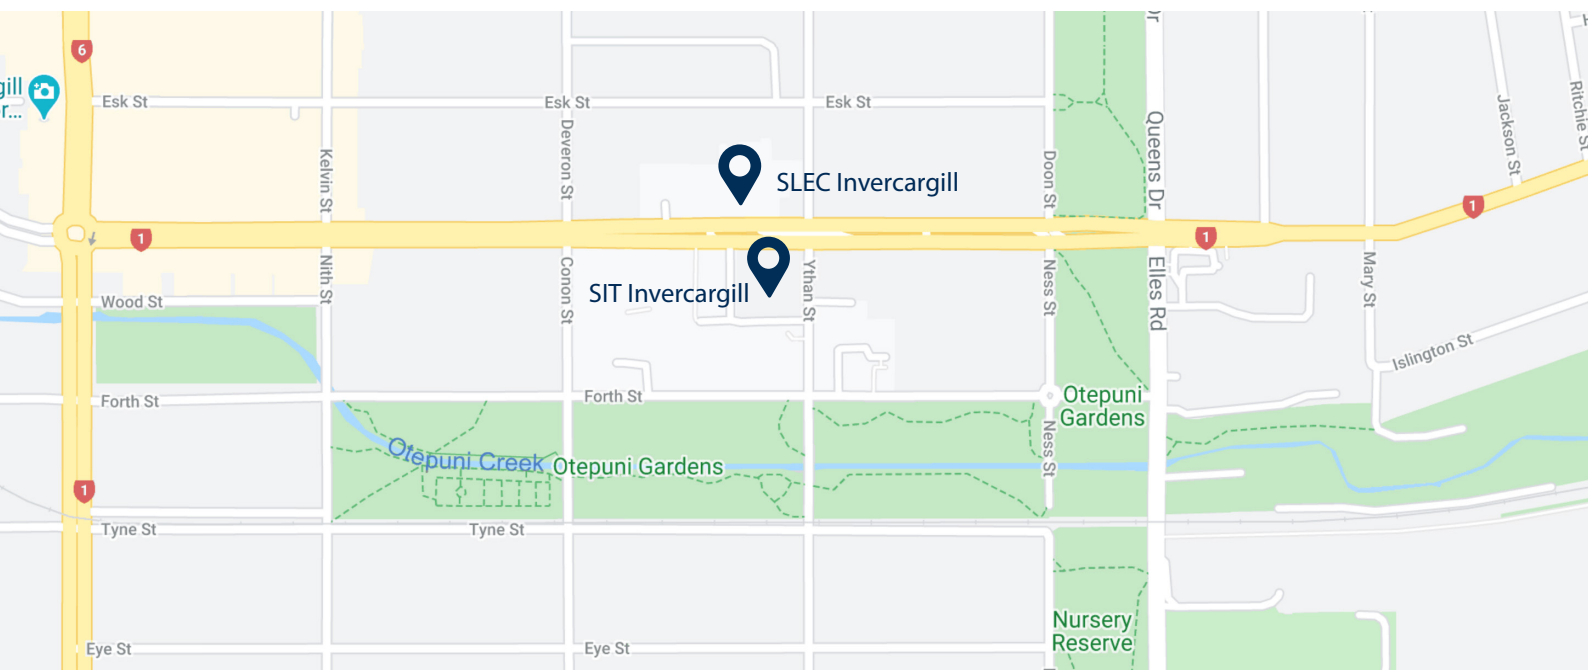 6
gill
r...
Esk St
Esk St
Esk St
Kelvin St
Deveron St
Doon St
Queens Dr
Dr
Jackson St
Ritchie St
SLEC Invercargill
1
1
1
SIT Invercargill
Nith St
Comon St
Ythan St
Ness St
Elles Rd
Mary St
Wood St
Islington St
Forth St
Forth St
Otepuni
Gardens
Ness St
Otepuni Creek
Otepuni Gardens
1
Tyne St
Tyne St
Nursery
Reserve
Eye St
Eye St